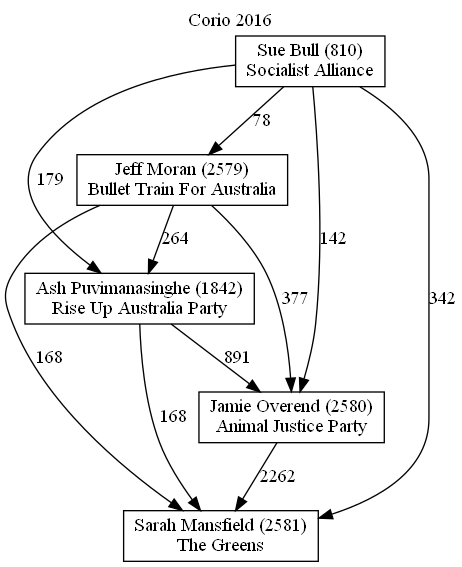 Corio 2016
Sue Bull (810)
Socialist Alliance
78
Jeff Moran (2579)
Bullet Train For Australia
179
264
142
Ash Puvimanasinghe (1842)
Rise Up Australia Party
377
342
168
891
168
Jamie Overend (2580)
Animal Justice Party
2262
Sarah Mansfield (2581)
The Greens